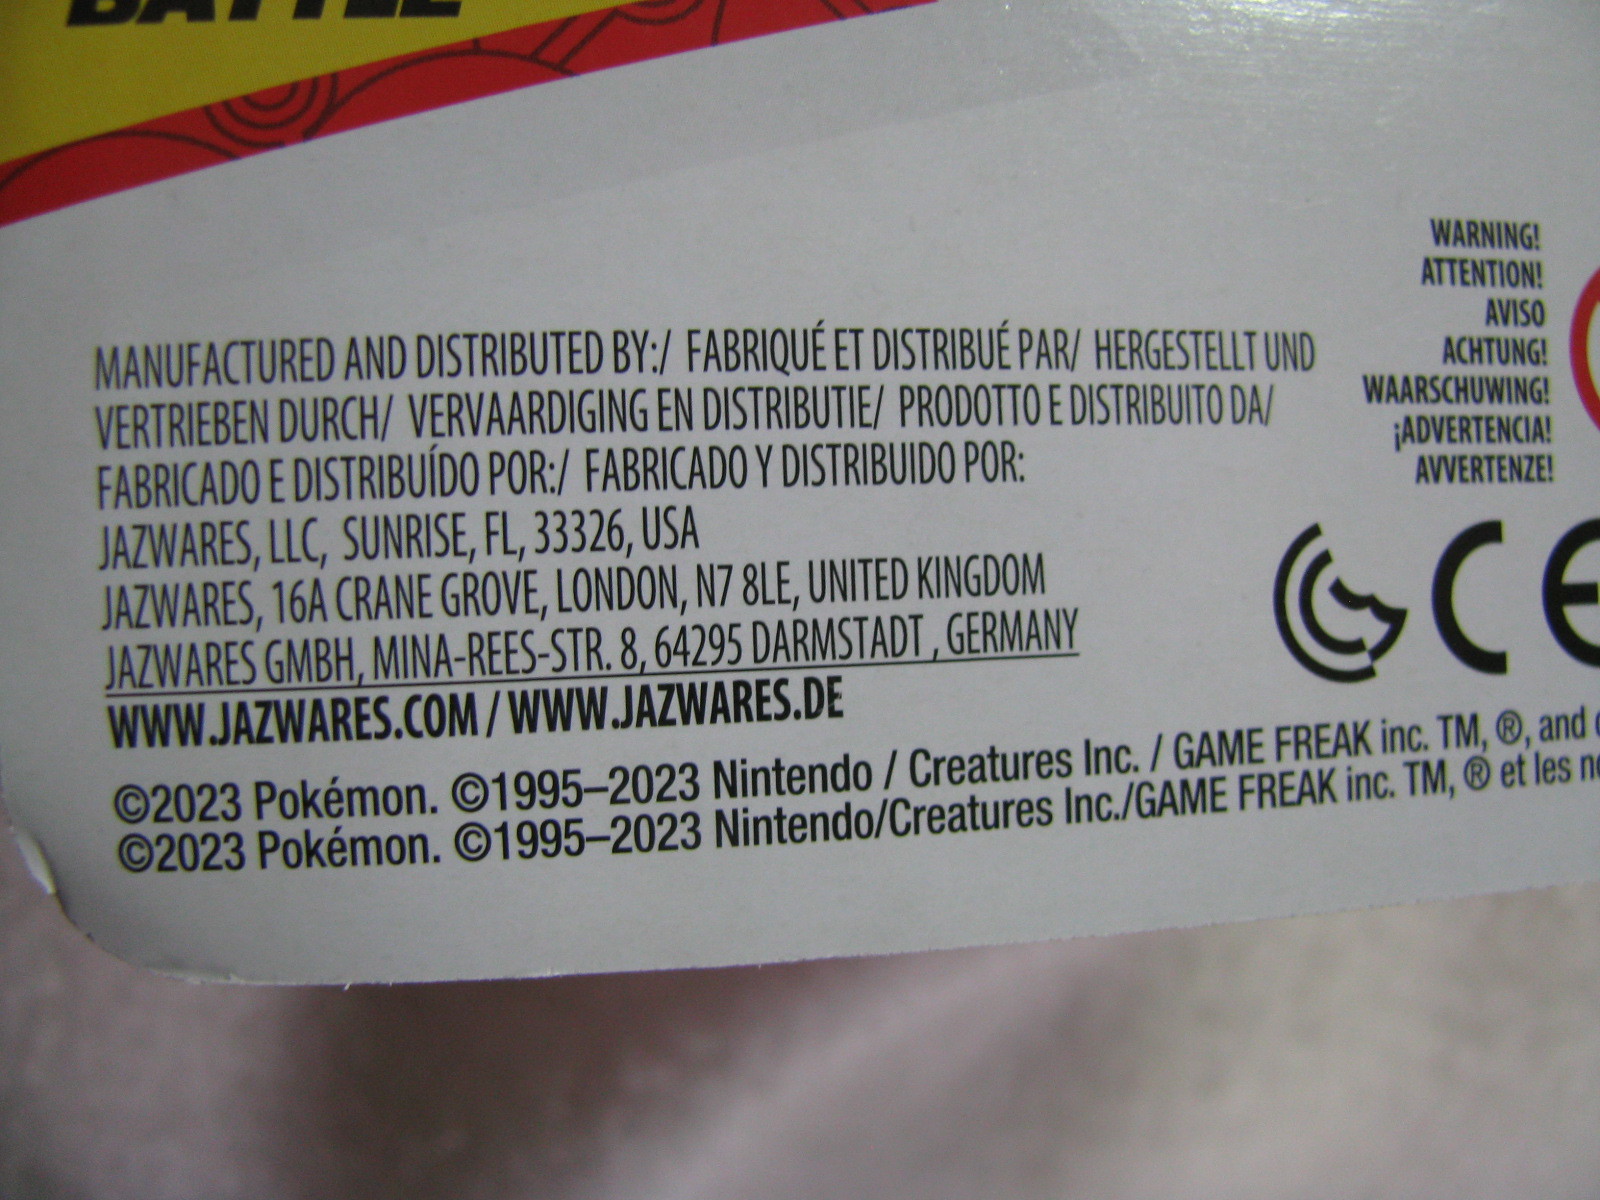 BATTLE
MANUFACTURED AND DISTRIBUTED BY:/ FABRIQUÉ ET DISTRIBUÉ PAR/ HERGESTELLT UND
VERTRIEBEN DURCH/ VERVAARDIGING EN DISTRIBUTIE/ PRODOTTO E DISTRIBUITO DA/
FABRICADO E DISTRIBUÍDO POR:/ FABRICADO Y DISTRIBUIDO POR:
JAZWARES, LLC, SUNRISE, FL, 33326, USA
JAZWARES, 16A CRANE GROVE, LONDON, N7 8LE, UNITED KINGDOM
JAZWARES GMBH, MINA-REES-STR. 8, 64295 DARMSTADT , GERMANY
WWW.JAZWARES.COM / WWW.JAZWARES.DE
©2023 Pokémon. ©1995–2023 Nintendo / Creatures Inc. / GAME FREAK inc. TM, ®, and
©2023 Pokémon. ©1995–2023 Nintendo/Creatures Inc./GAME FREAK inc. TM, ® et les
WARNING!
ATTENTION!
AVISO
ACHTUNG!
WAARSCHUWING!
¡ADVERTENCIA!
AVVERTENZE!
CE